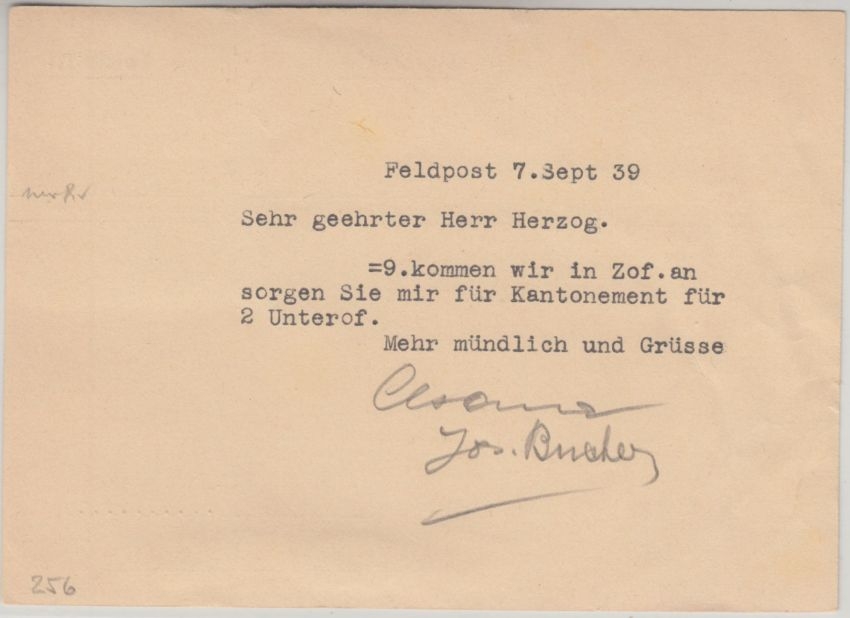 Feldpost 7.Sept 39
Sehr geehrter Herr Herzog.
=9.kommen wir in Zof.an
sorgen Sie mir für Kantonement für
2 Unterof.
Mehr mündlich und Grüsse
Jos. Bucher
256